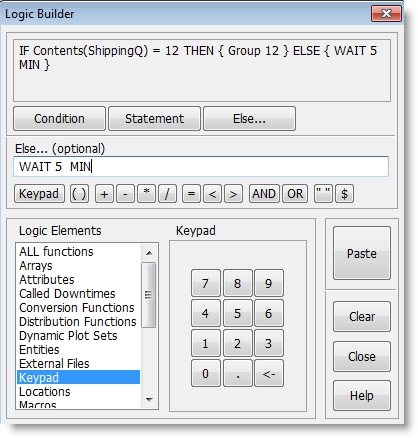 Logic Builder
IF Contents(ShippingQ) = 12 THEN { Group 12 } ELSE { WAIT 5
MIN }
Condition Statement Else...
Else... (optional)
WAIT 5  MIN
Keypad ( ) + - * / = < > AND OR " " $
Logic Elements
ALL functions
Arrays
Attributes
Called Downtimes
Conversion Functions
Distribution Functions
Dynamic Plot Sets
Entities
External Files
Keypad
Locations
Macros
Keypad
7 8 9
4 5 6
1 2 3
0 . <-
Paste
Clear
Close
Help